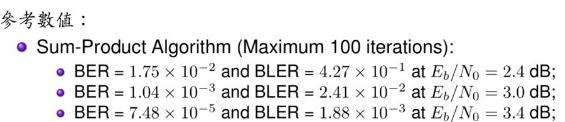 參考數值：
Sum-Product Algorithm (Maximum 100 iterations):
BER = 1.75 × 10⁻² and BLER = 4.27 × 10⁻¹ at E_b/N_0 = 2.4 dB;
BER = 1.04 × 10⁻³ and BLER = 2.41 × 10⁻² at E_b/N_0 = 3.0 dB;
BER = 7.48 × 10⁻⁵ and BLER = 1.88 × 10⁻³ at E_b/N_0 = 3.4 dB;